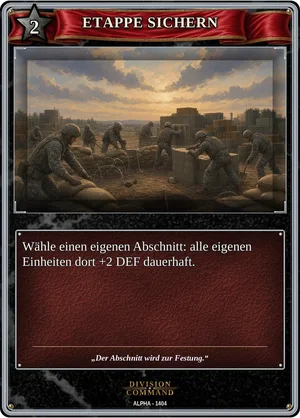 2
ETAPPE SICHERN
Wähle einen eigenen Abschnitt: alle eigenen
Einheiten dort +2 DEF dauerhaft.
„Der Abschnitt wird zur Festung.“
DIVISION
COMMAND
ALPHA - 1404